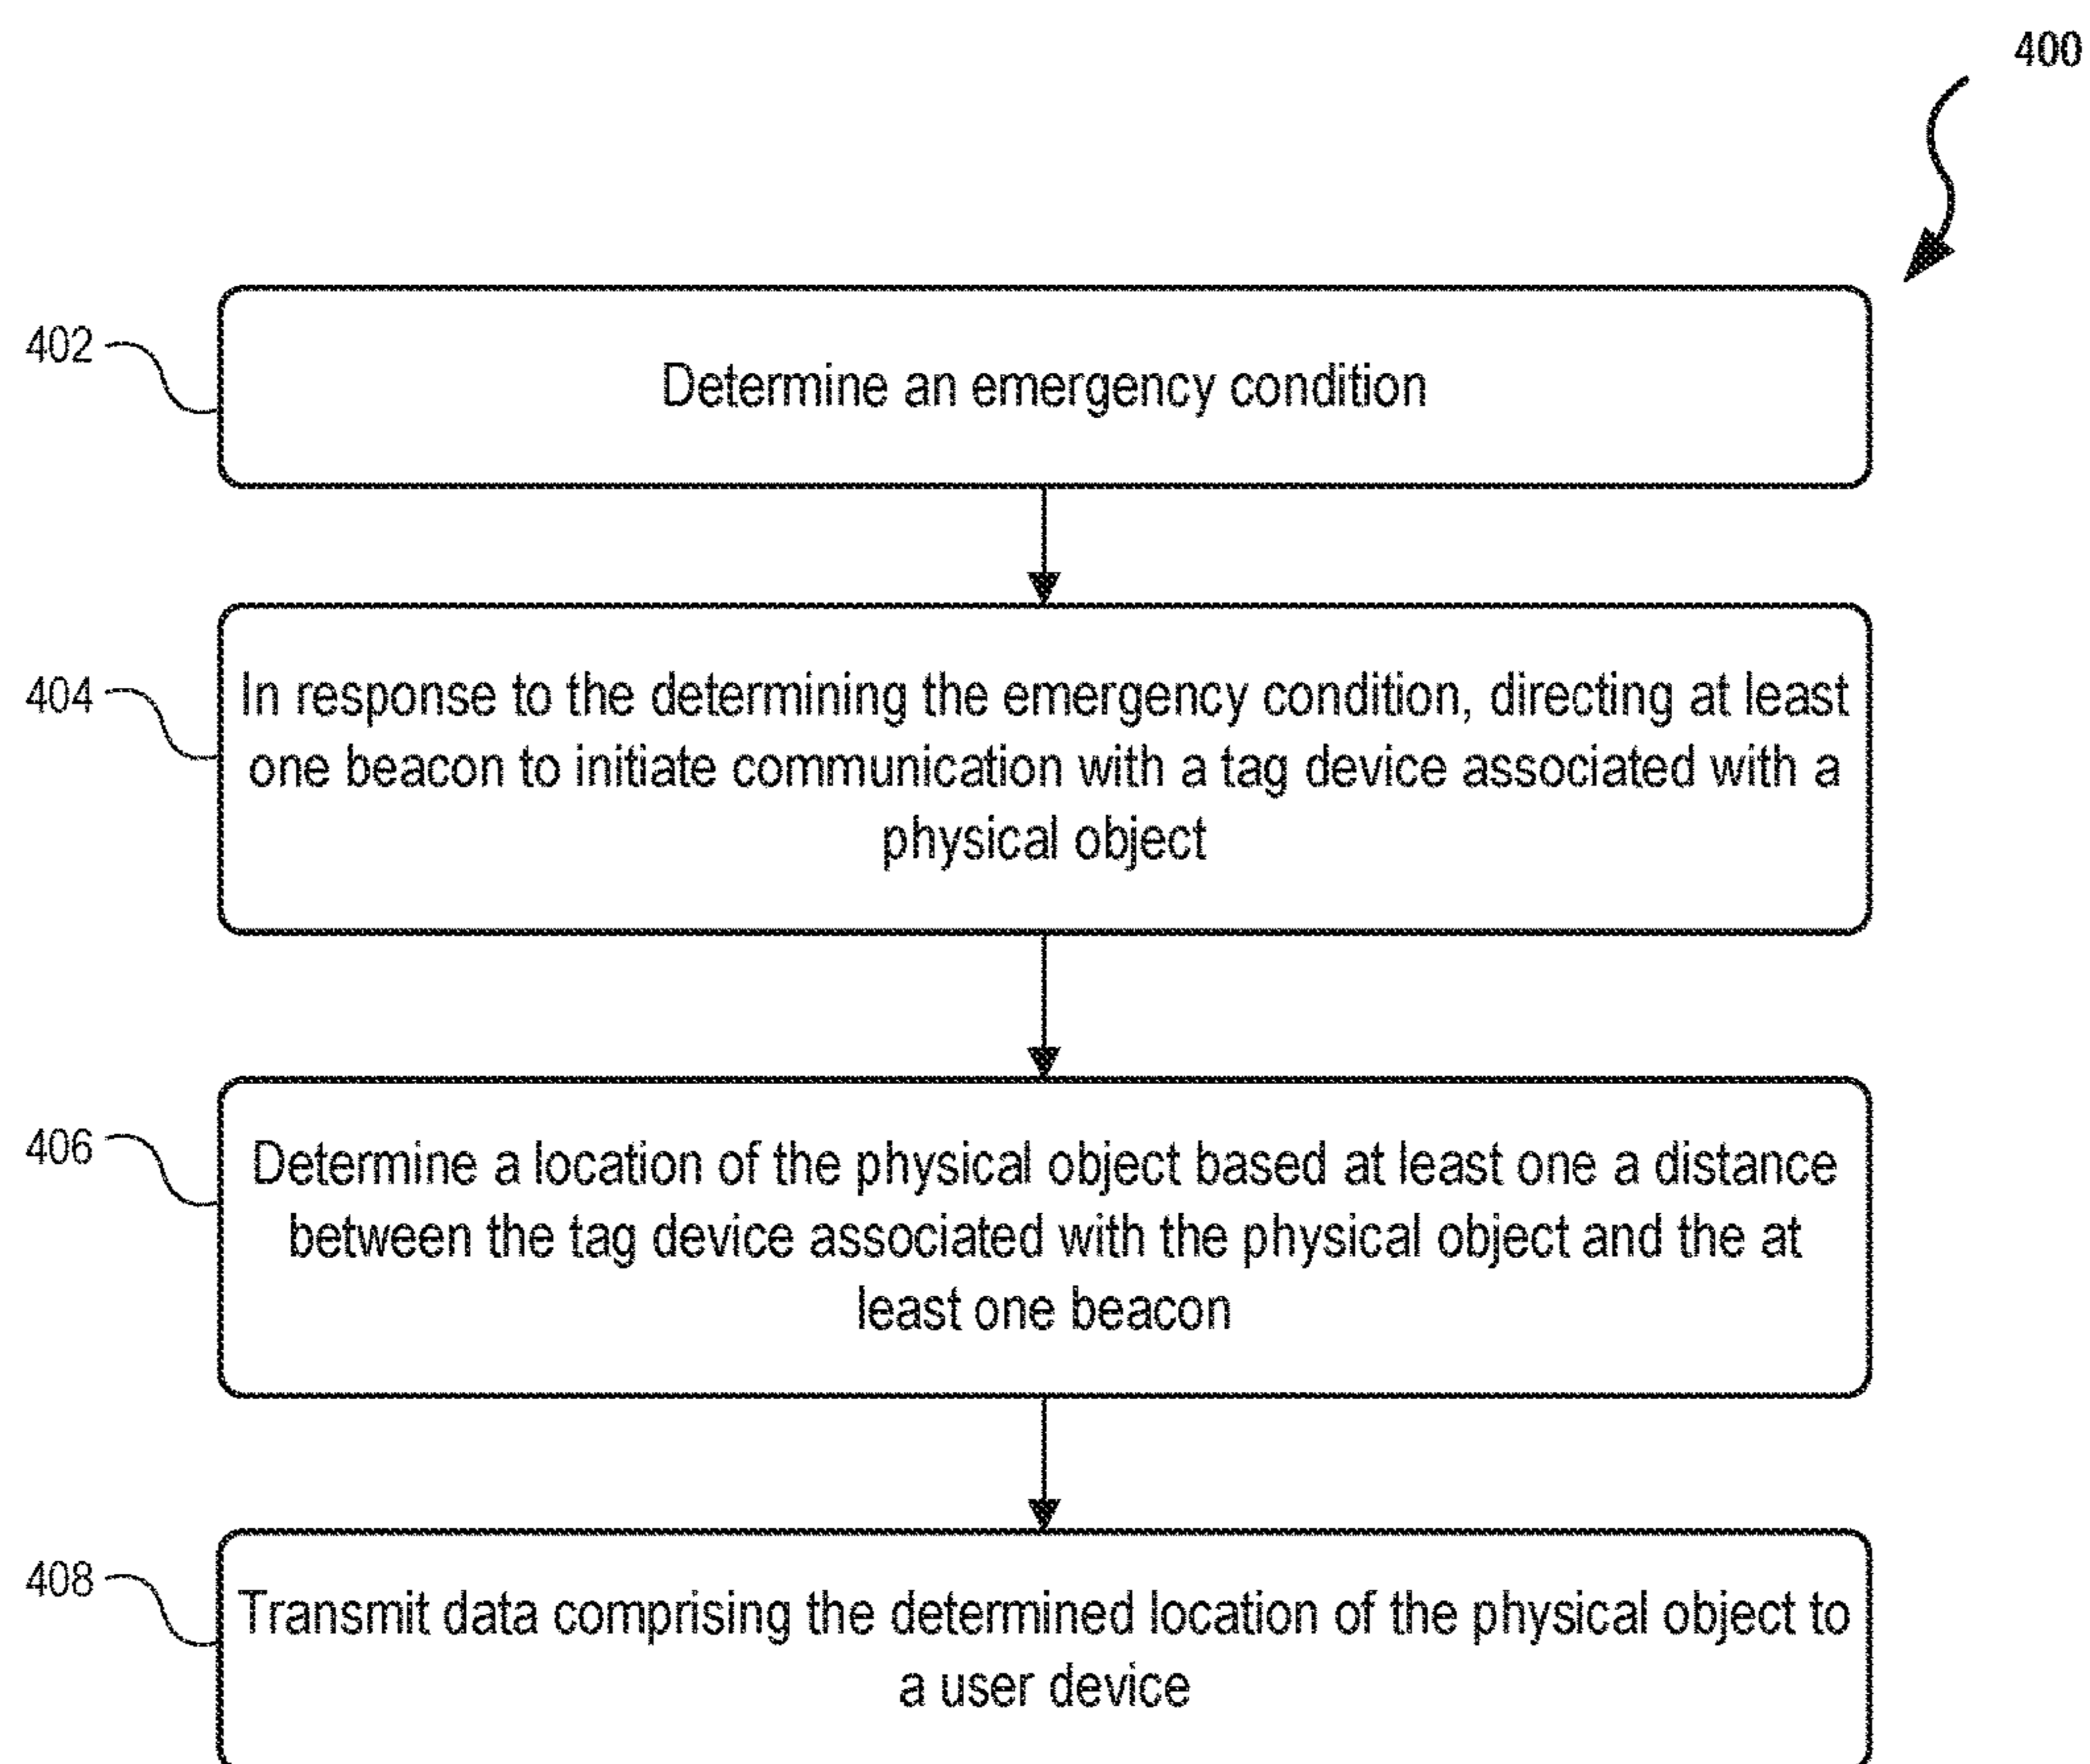 400
402
Determine an emergency condition
404
In response to the determining the emergency condition, directing at least
one beacon to initiate communication with a tag device associated with a
physical object
406
Determine a location of the physical object based at least one a distance
between the tag device associated with the physical object and the at
least one beacon
408
Transmit data comprising the determined location of the physical object to
a user device